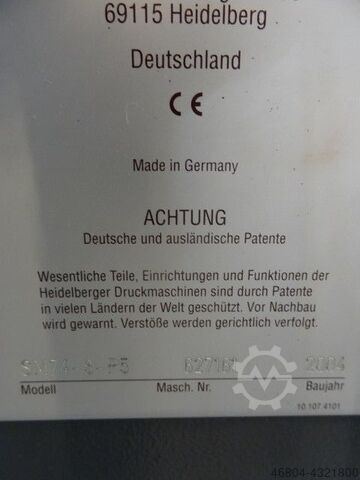 69115 Heidelberg
Deutschland
CE
Made in Germany
ACHTUNG
Deutsche und ausländische Patente
Wesentliche Teile, Einrichtungen und Funktionen der
Heidelberger Druckmaschinen sind durch Patente
in vielen Ländern der Welt geschützt. Vor Nachbau
wird gewarnt. Verstöße werden gerichtlich verfolgt.
2004
Modell Masch. Nr. Baujahr
10.107.4101
46804-4321800